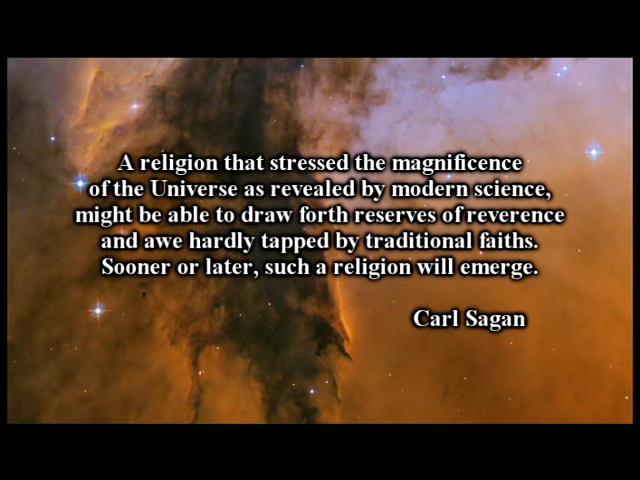 A religion that stressed the magnificence
of the Universe as revealed by modern science,
might be able to draw forth reserves of reverence
and awe hardly tapped by traditional faiths.
Sooner or later, such a religion will emerge.
Carl Sagan